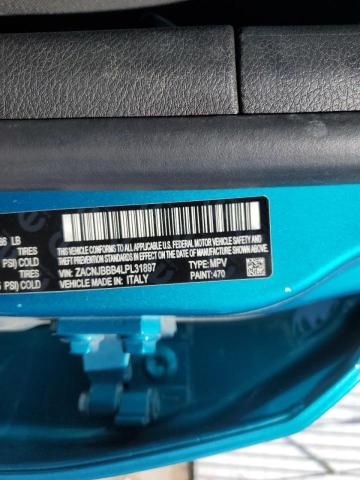 66 LB
TIRES
PSI) COLD
TIRES
PSI) COLD
THIS VEHICLE CONFORMS TO ALL APPLICABLE U.S. FEDERAL MOTOR VEHICLE SAFETY AND
THEFT PREVENTION STANDARDS IN EFFECT ON THE DATE OF MANUFACTURE SHOWN ABOVE.
VIN: ZACNJBBB4LPL31897 TYPE: MPV
VEHICLE MADE IN: ITALY PAINT: 470